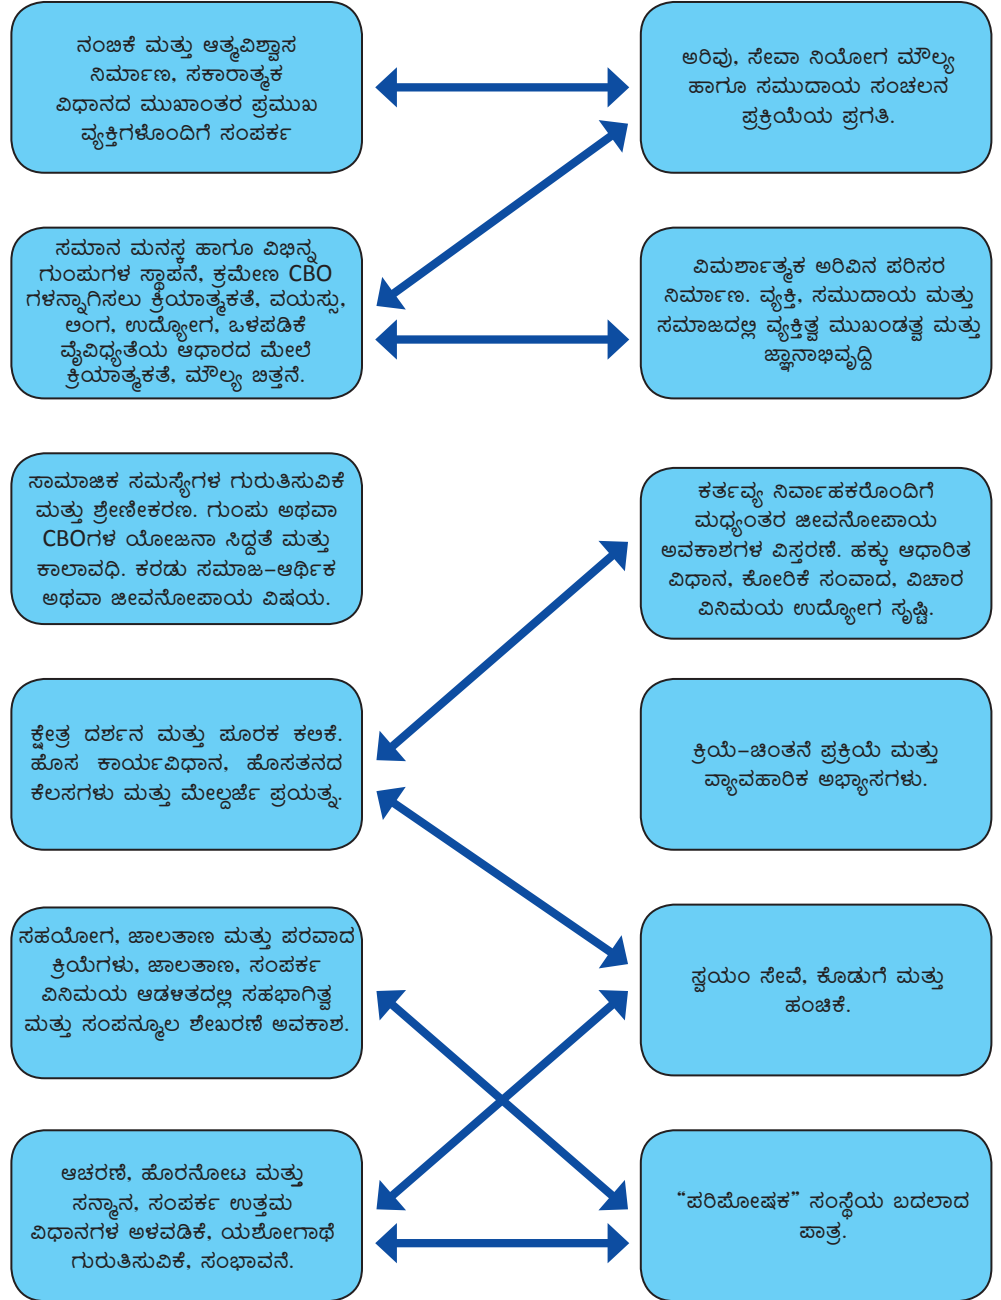 ನಂಬಿಕೆ ಮತ್ತು ಆತ್ಮವಿಶ್ವಾಸ
ನಿರ್ಮಾಣ, ಸಕಾರಾತ್ಮಕ
ವಿಧಾನದ ಮುಖಾಂತರ ಪ್ರಮುಖ
ವ್ಯಕ್ತಿಗಳೊಂದಿಗೆ ಸಂಪರ್ಕ
ಅರಿವು, ಸೇವಾ ನಿಯೋಗ ಮೌಲ್ಯ
ಹಾಗೂ ಸಮುದಾಯ ಸಂಚಲನ
ಪ್ರಕ್ರಿಯೆಯ ಪ್ರಗತಿ.
ಸಮಾನ ಮನಸ್ಕ ಹಾಗೂ ವಿಭಿನ್ನ
ಗುಂಪುಗಳ ಸ್ಥಾಪನೆ, ಕ್ರಮೇಣ CBO
ಗಳನ್ನಾಗಿಸಲು ಕ್ರಿಯಾತ್ಮಕತೆ, ವಯಸ್ಸು,
ಲಿಂಗ, ಉದ್ಯೋಗ, ಒಳಪಡಿಕೆ
ವೈವಿಧ್ಯತೆಯ ಆಧಾರದ ಮೇಲೆ
ಕ್ರಿಯಾತ್ಮಕತೆ, ಮೌಲ್ಯ ಬಿತ್ತನೆ.
ವಿಮರ್ಶಾತ್ಮಕ ಅರಿವಿನ ಪರಿಸರ
ನಿರ್ಮಾಣ. ವ್ಯಕ್ತಿ, ಸಮುದಾಯ ಮತ್ತು
ಸಮಾಜದಲ್ಲಿ ವ್ಯಕ್ತಿತ್ವ ಮುಖಂಡತ್ವ ಮತ್ತು
ಜ್ಞಾನಾಭಿವೃದ್ಧಿ
ಸಾಮಾಜಿಕ ಸಮಸ್ಯೆಗಳ ಗುರುತಿಸುವಿಕೆ
ಮತ್ತು ಶ್ರೇಣೀಕರಣ. ಗುಂಪು ಅಥವಾ
CBOಗಳ ಯೋಜನಾ ಸಿದ್ಧತೆ ಮತ್ತು
ಕಾಲಾವಧಿ. ಕರಡು ಸಮಾಜ–ಆರ್ಥಿಕ
ಅಥವಾ ಜೀವನೋಪಾಯ ವಿಷಯ.
ಕರ್ತವ್ಯ ನಿರ್ವಾಹಕರೊಂದಿಗೆ
ಮಧ್ಯಂತರ ಜೀವನೋಪಾಯ
ಅವಕಾಶಗಳ ವಿಸ್ತರಣೆ. ಹಕ್ಕು ಆಧಾರಿತ
ವಿಧಾನ, ಕೋರಿಕೆ ಸಂವಾದ, ವಿಚಾರ
ವಿನಿಮಯ ಉದ್ಯೋಗ ಸೃಷ್ಟಿ.
ಕ್ಷೇತ್ರ ದರ್ಶನ ಮತ್ತು ಪೂರಕ ಕಲಿಕೆ.
ಹೊಸ ಕಾರ್ಯವಿಧಾನ, ಹೊಸತನದ
ಕೆಲಸಗಳು ಮತ್ತು ಮೇಲ್ದರ್ಜೆ ಪ್ರಯತ್ನ.
ಕ್ರಿಯೆ–ಚಿಂತನೆ ಪ್ರಕ್ರಿಯೆ ಮತ್ತು
ವ್ಯಾವಹಾರಿಕ ಅಭ್ಯಾಸಗಳು.
ಸಹಯೋಗ, ಜಾಲತಾಣ ಮತ್ತು ಪರವಾದ
ಕ್ರಿಯೆಗಳು, ಜಾಲತಾಣ, ಸಂಪರ್ಕ
ವಿನಿಮಯ ಆಡಳಿತದಲ್ಲಿ ಸಹಭಾಗಿತ್ವ
ಮತ್ತು ಸಂಪನ್ಮೂಲ ಶೇಖರಣೆ ಅವಕಾಶ.
ಸ್ವಯಂ ಸೇವೆ, ಕೊಡುಗೆ ಮತ್ತು
ಹಂಚಿಕೆ.
ಆಚರಣೆ, ಹೊರನೋಟ ಮತ್ತು
ಸನ್ಮಾನ, ಸಂಪರ್ಕ ಉತ್ತಮ
ವಿಧಾನಗಳ ಅಳವಡಿಕೆ, ಯಶೋಗಾಥೆ
ಗುರುತಿಸುವಿಕೆ, ಸಂಭಾವನೆ.
“ಪರಿಪೋಷಕ” ಸಂಸ್ಥೆಯ ಬದಲಾದ
ಪಾತ್ರ.